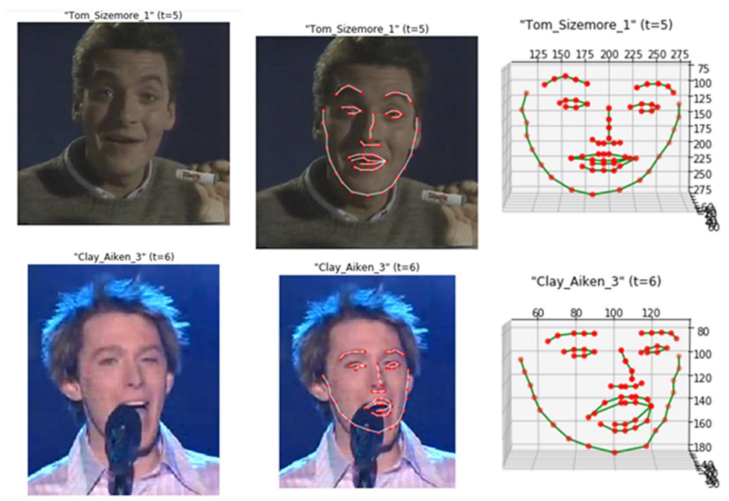 "Tom_Sizemore_1" (t=5)
"Tom_Sizemore_1" (t=5)
"Tom_Sizemore_1" (t=5)
125 150 175 200 225 250 275
75
100
125
150
175
200
225
250
275
"Clay_Aiken_3" (t=6)
"Clay_Aiken_3" (t=6)
"Clay_Aiken_3" (t=6)
60 80 100 120
80
100
120
140
160
180